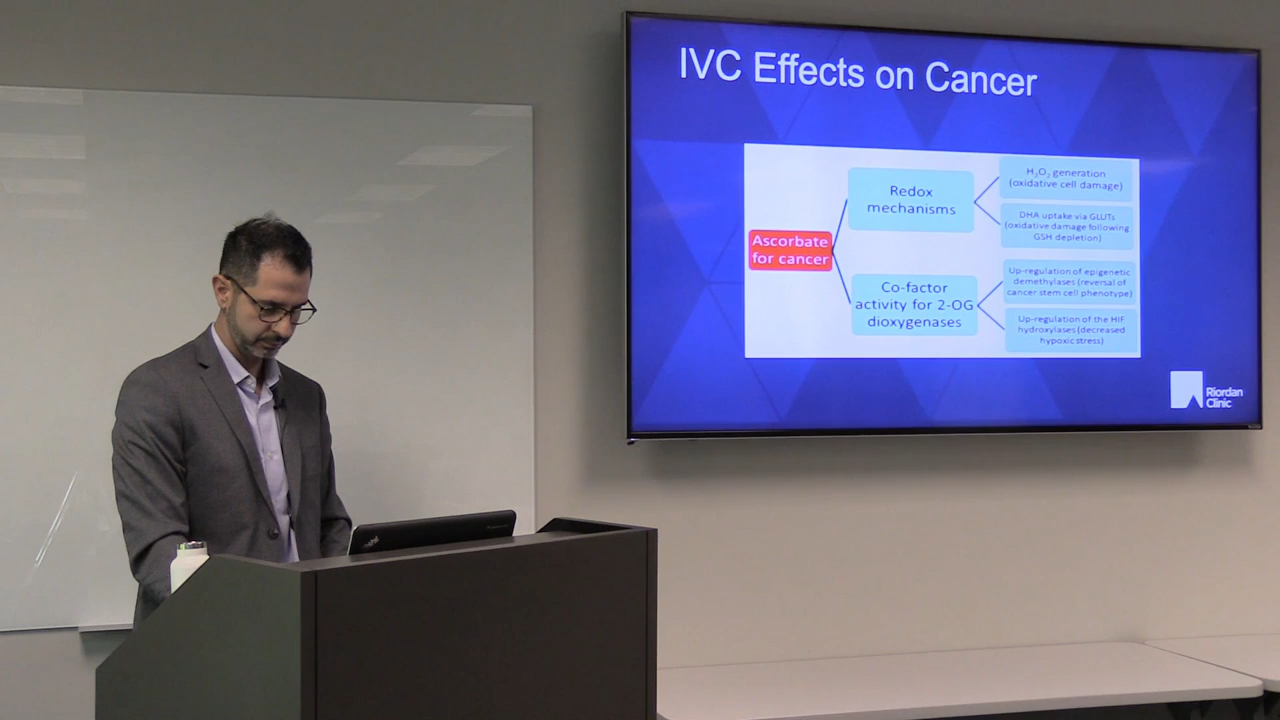 IVC Effects on Cancer
Ascorbate
for cancer
Redox
mechanisms
H₂O₂ generation
(oxidative cell damage)
DHA uptake via GLUTs
(oxidative damage following
GSH depletion)
Co-factor
activity for 2-OG
dioxygenases
Up-regulation of epigenetic
demethylases (reversal of
cancer stem cell phenotype)
Up-regulation of the HIF
hydroxylases (decreased
hypoxic stress)
Riordan
Clinic